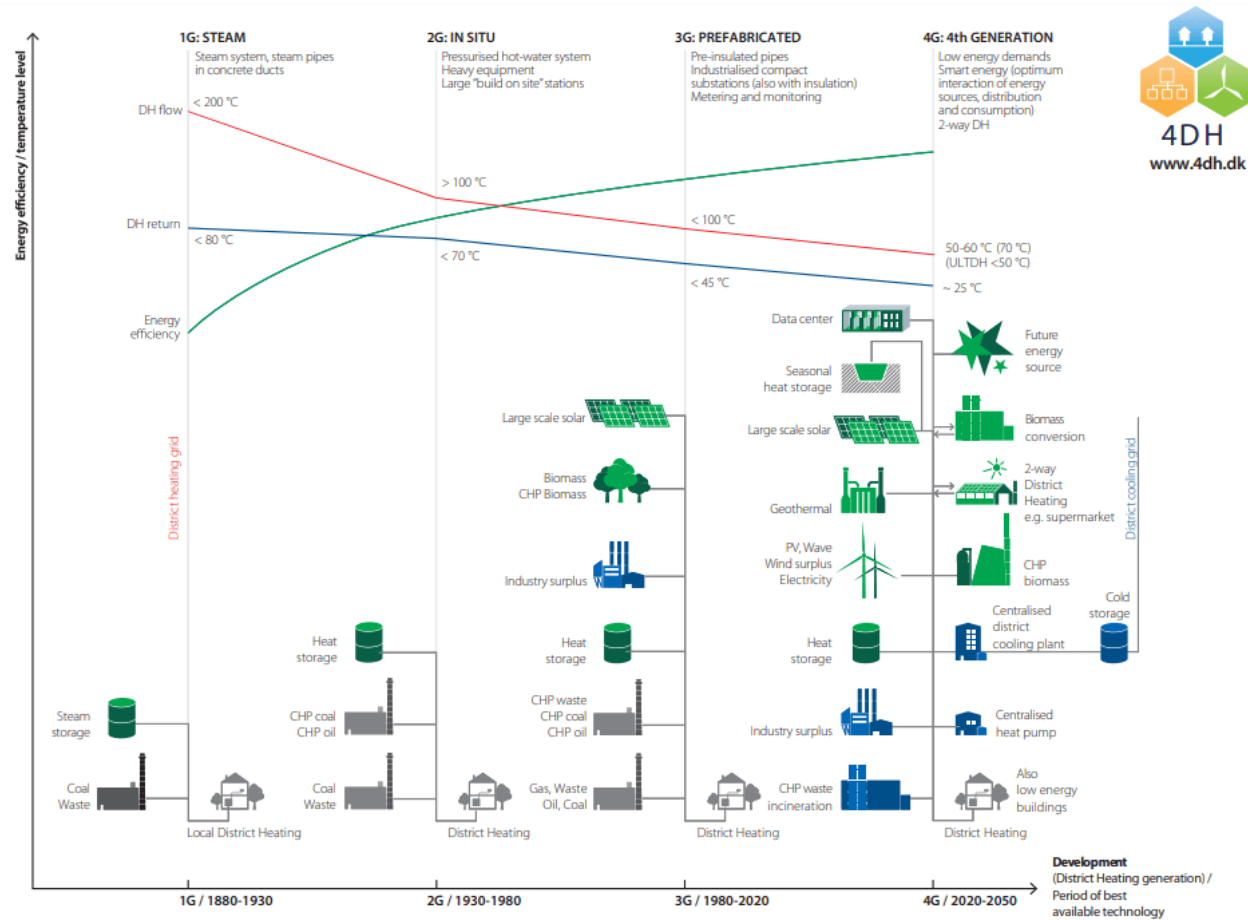 1G: STEAM
Steam system, steam pipes
in concrete ducts
2G: IN SITU
Pressurised hot-water system
Heavy equipment
Large "build on site" stations
3G: PREFABRICATED
Pre-insulated pipes
Industrialised compact
substations (also with insulation)
Metering and monitoring
4G: 4th GENERATION
Low energy demands
Smart energy (optimum
interaction of energy
sources, distribution
and consumption)
2-way DH
4DH
www.4dh.dk
Energy efficiency / temperature level
DH flow
< 200 °C
> 100 °C
< 100 °C
50-60 °C (70 °C)
(ULTDH <50 °C)
DH return
< 80 °C
< 70 °C
< 45 °C
~ 25 °C
Energy
efficiency
District heating grid
Steam
storage
Coal
Waste
Local District Heating
Heat
storage
CHP coal
CHP oil
Coal
Waste
District Heating
Large scale solar
Biomass
CHP Biomass
Industry surplus
Heat
storage
CHP waste
CHP coal
CHP oil
Gas, Waste
Oil, Coal
District Heating
Data center
Seasonal
heat storage
Large scale solar
Geothermal
PV, Wave
Wind surplus
Electricity
Heat
storage
Industry surplus
CHP waste
incineration
Future
energy
source
Biomass
conversion
2-way
District
Heating
e.g. supermarket
CHP
biomass
Centralised
district
cooling plant
Cold
storage
Centralised
heat pump
Also
low energy
buildings
District Heating
District cooling grid
1G / 1880-1930
2G / 1930-1980
3G / 1980-2020
4G / 2020-2050
Development
(District Heating generation) /
Period of best
available technology